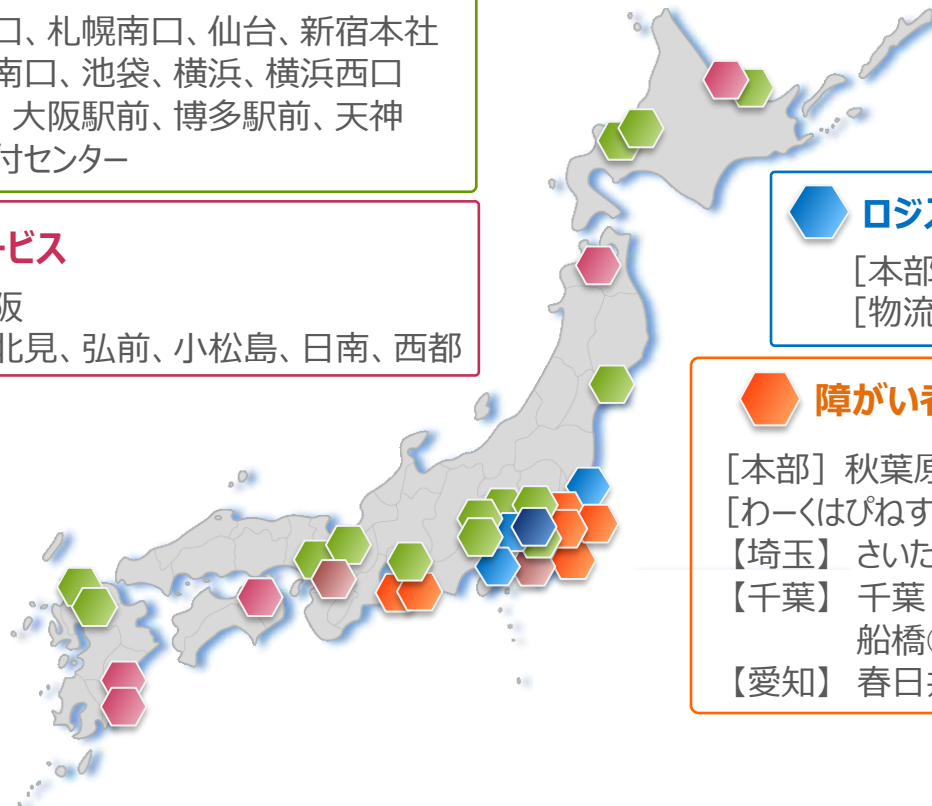 口、札幌南口、仙台、新宿本社
南口、池袋、横浜、横浜西口
、大阪駅前、博多駅前、天神
付センター
ービス
阪
北見、弘前、小松島、日南、西都
ロジス
[本部
[物流
障がい者
[本部] 秋葉原
[わーくはぴねす
【埼玉】 さいた
【千葉】 千葉
船橋
【愛知】 春日井